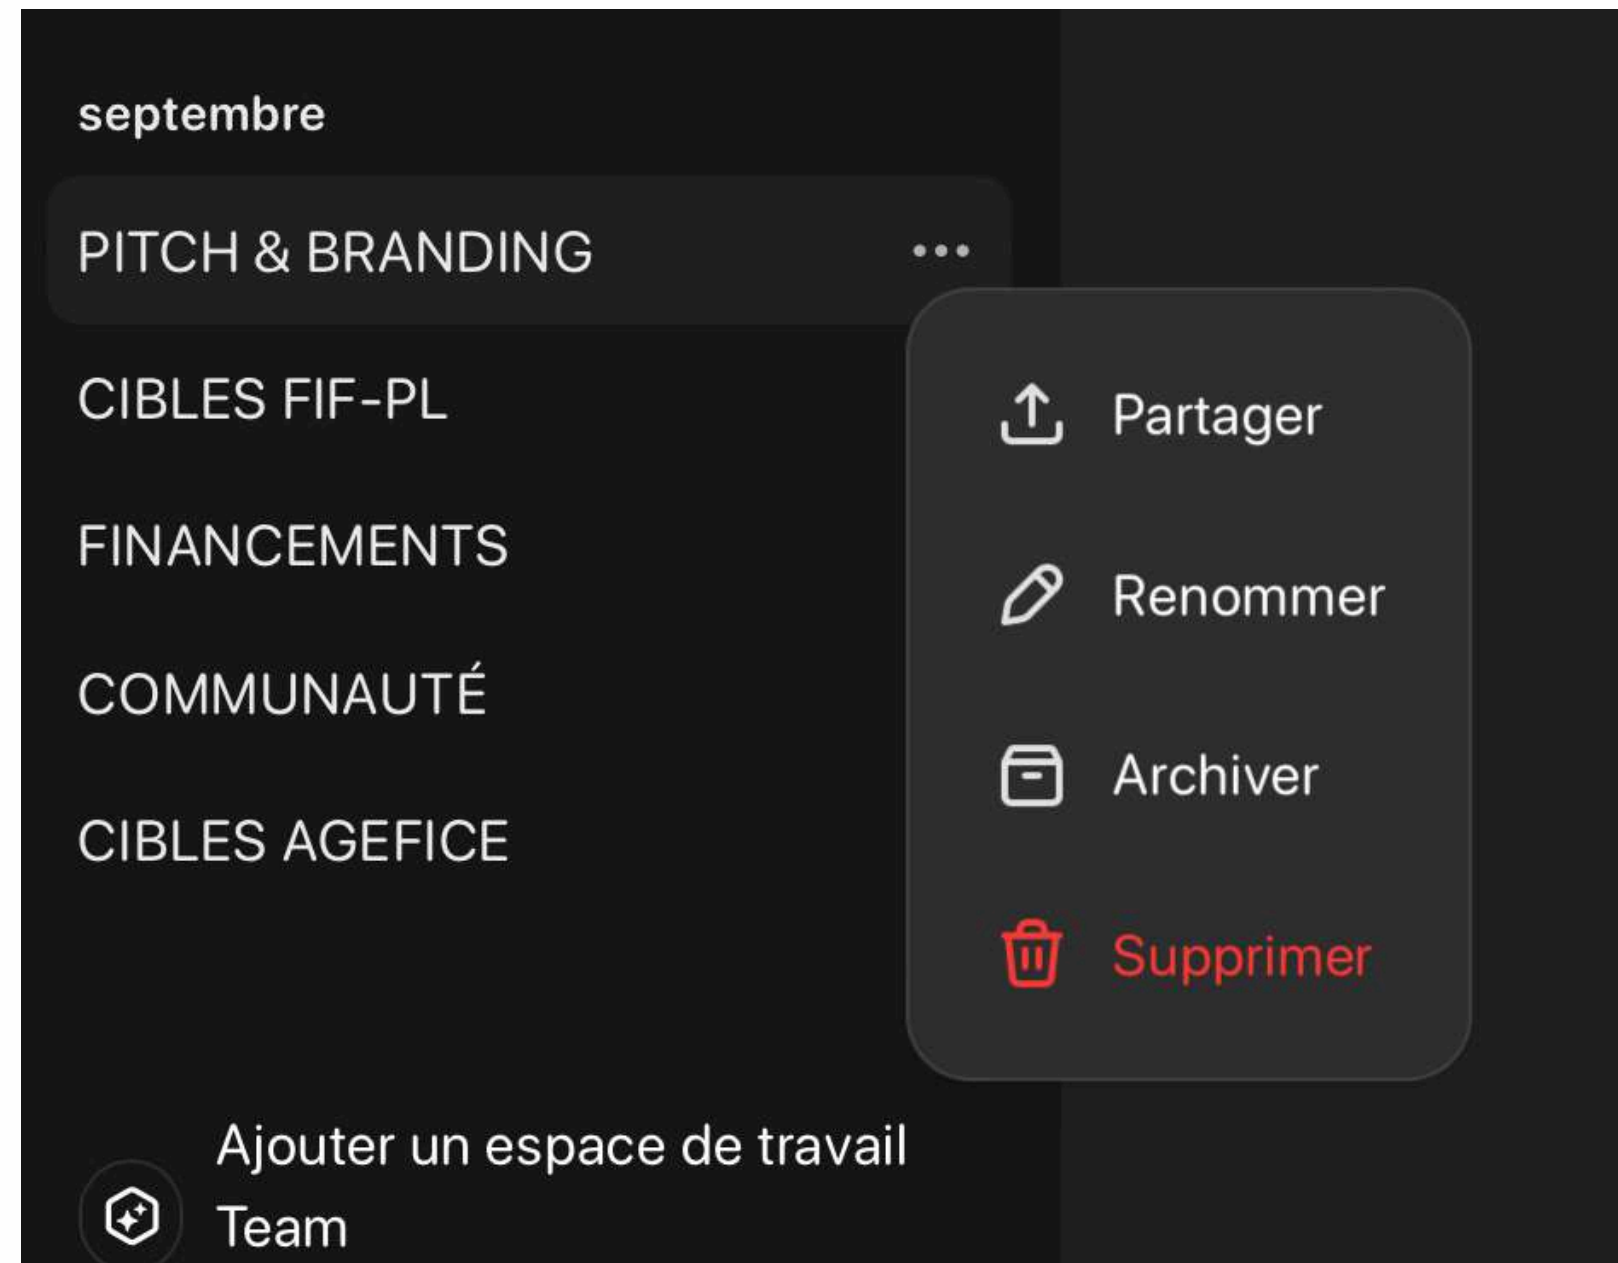 septembre
PITCH & BRANDING
CIBLES FIF-PL
FINANCEMENTS
COMMUNAUTÉ
CIBLES AGEFICE
Partager
Renommer
Archiver
Supprimer
Ajouter un espace de travail
Team